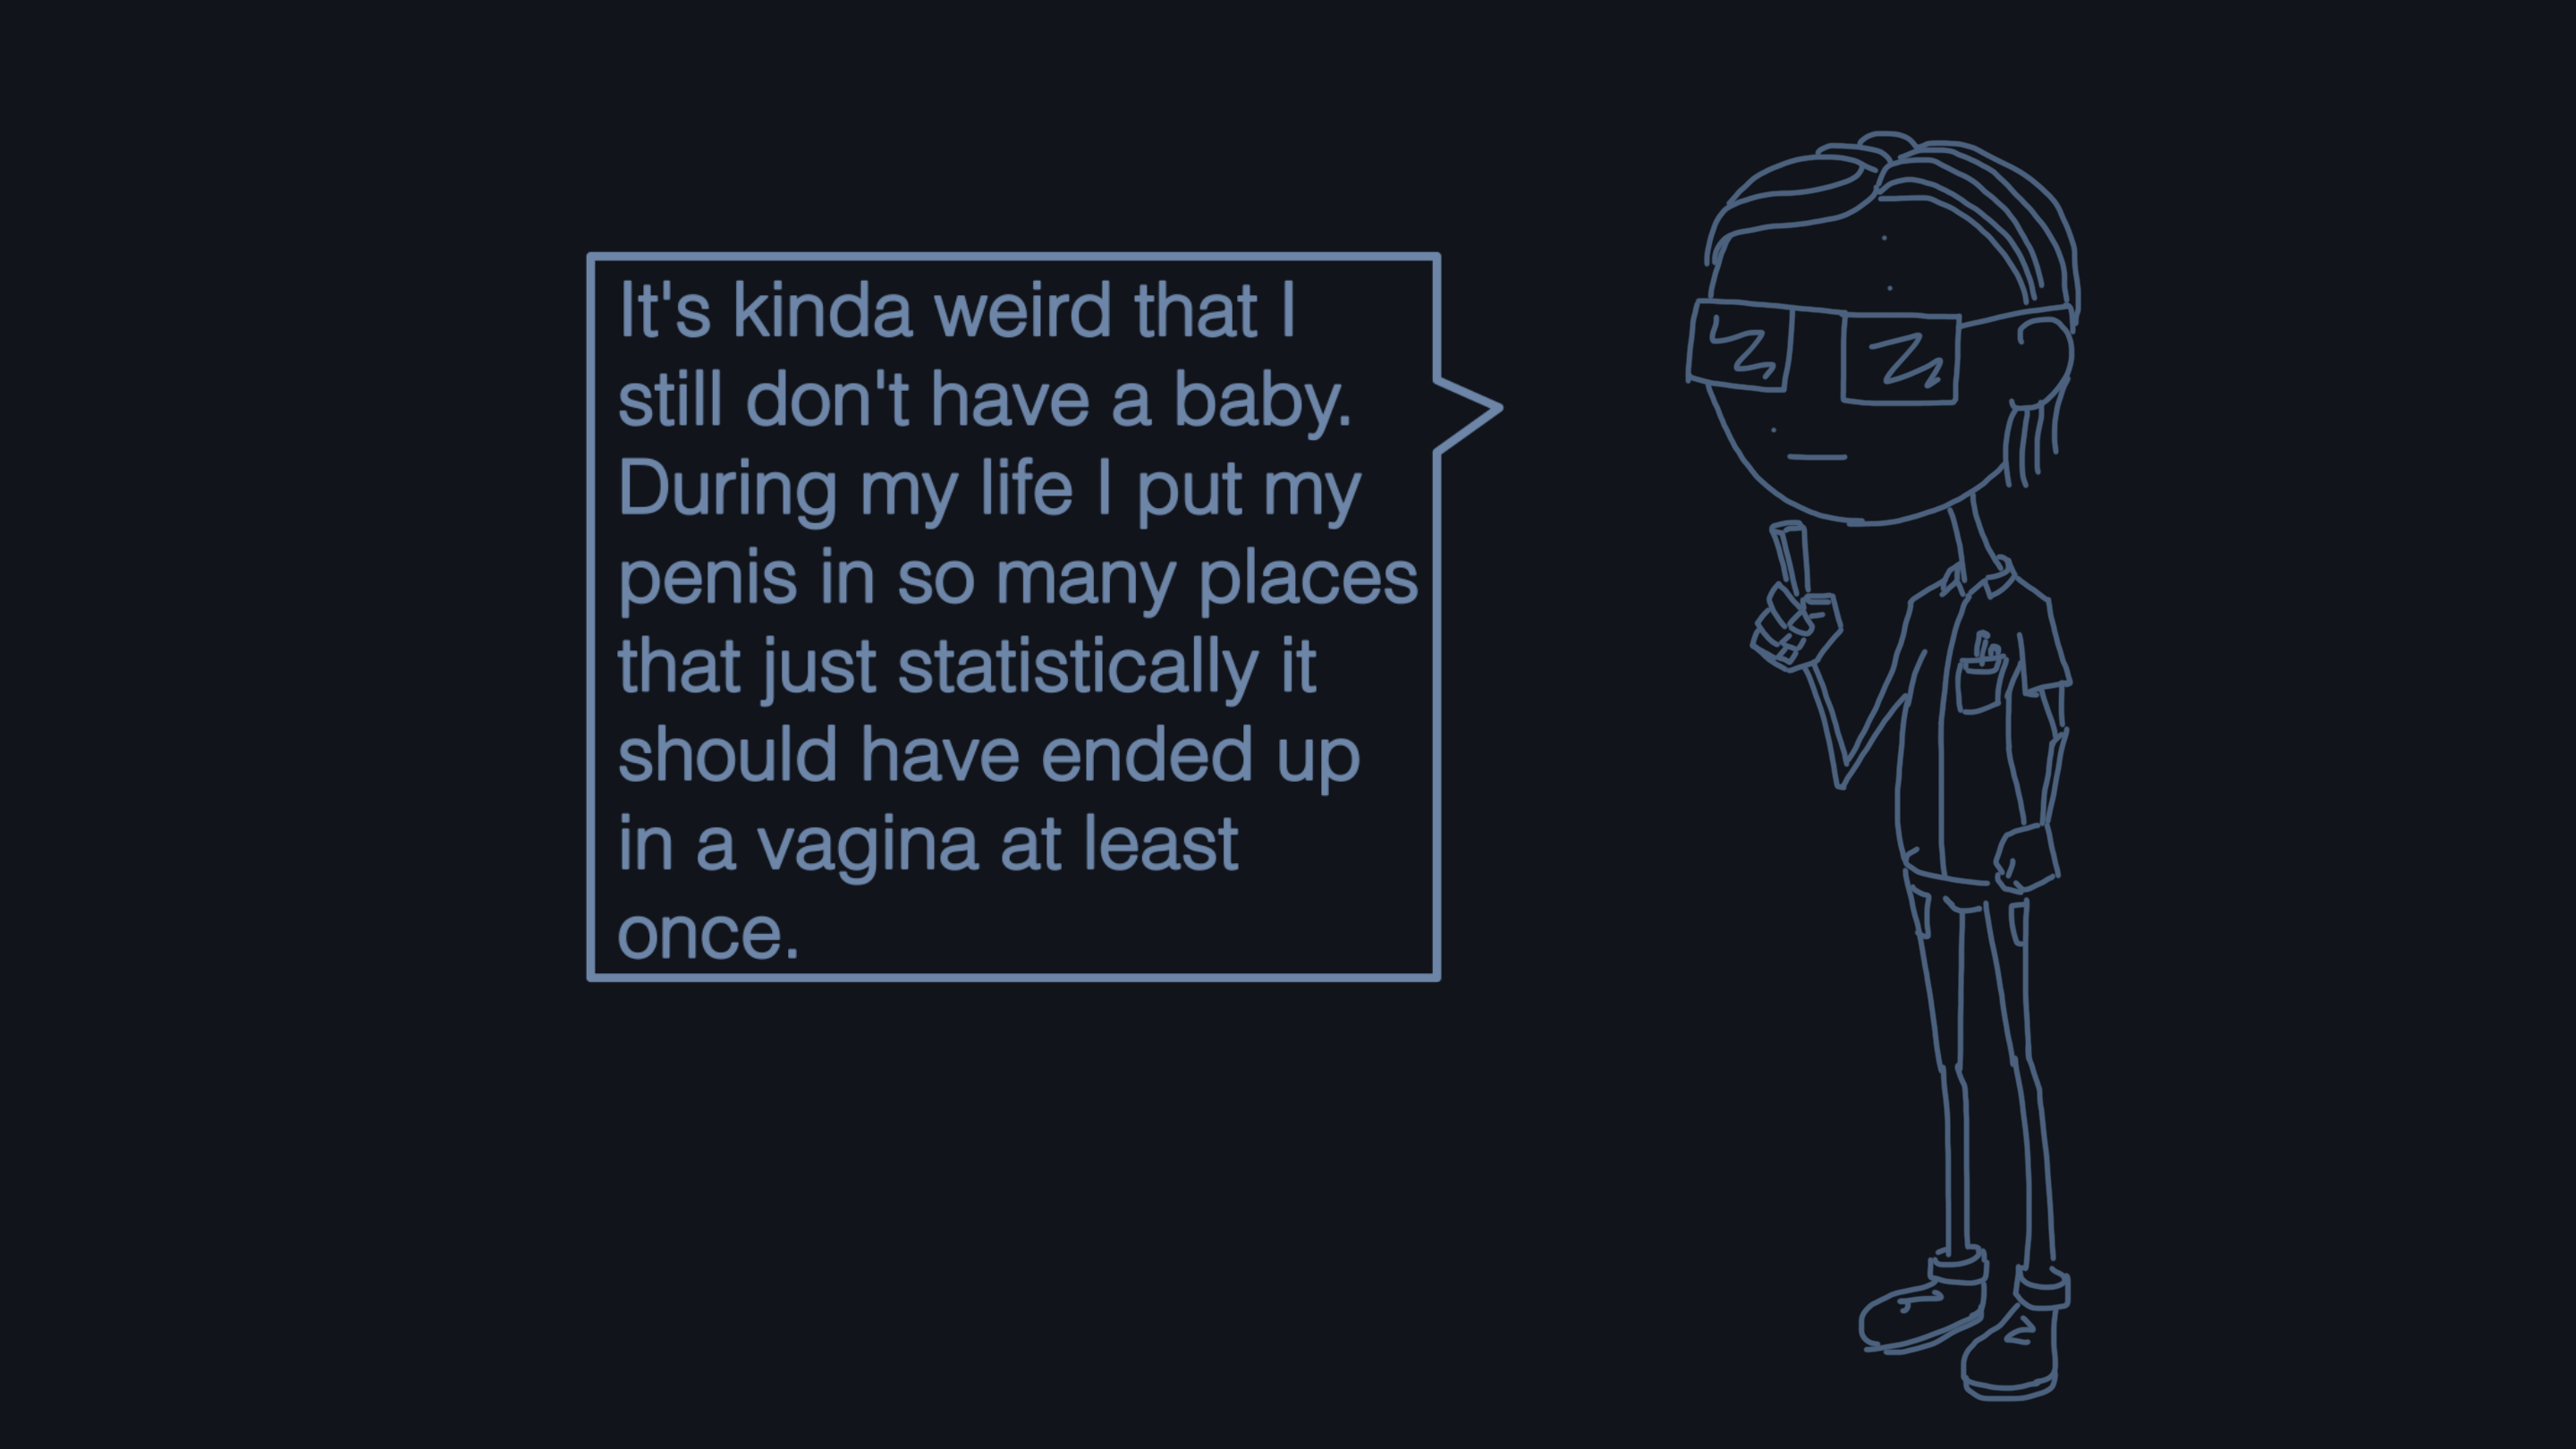 It's kinda weird that I
still don't have a baby.
During my life I put my
penis in so many places
that just statistically it
should have ended up
in a vagina at least
once.